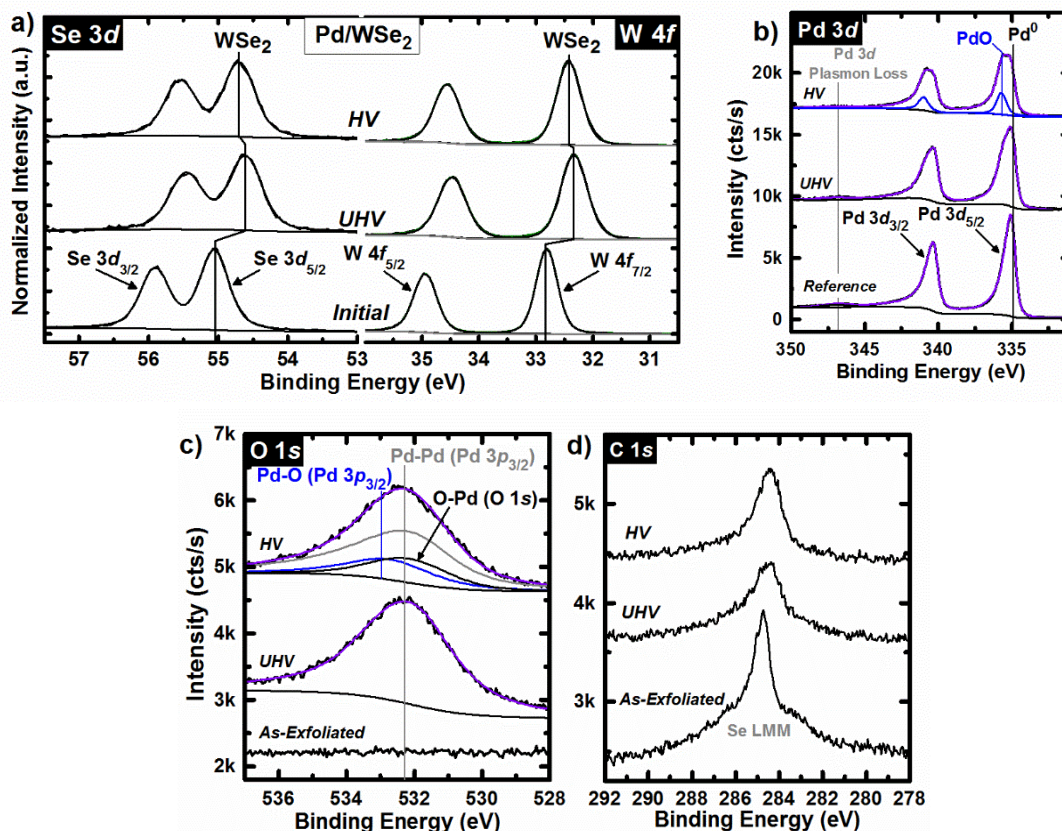 a)
Se 3d
Pd/WSe2
W 4f
WSe2
WSe2
HV
UHV
Se 3d3/2
Se 3d5/2
W 4f5/2
W 4f7/2
Initial
Normalized Intensity (a.u.)
57 56 55 54 53 35 34 33 32 31
Binding Energy (eV)
b)
Pd 3d
PdO
Pd0
Pd 3d
Plasmon Loss
20k
HV
15k
10k
UHV
Pd 3d3/2
Pd 3d5/2
5k
Reference
0
Intensity (cts/s)
350 345 340 335
Binding Energy (eV)
c)
O 1s
7k
Pd-Pd (Pd 3p3/2)
Pd-O (Pd 3p3/2)
O-Pd (O 1s)
6k
HV
5k
4k
UHV
3k
As-Exfoliated
2k
Intensity (cts/s)
536 534 532 530 528
Binding Energy (eV)
d)
C 1s
5k
HV
4k
UHV
As-Exfoliated
3k
Se LMM
292 290 288 286 284 282 280 278
Binding Energy (eV)